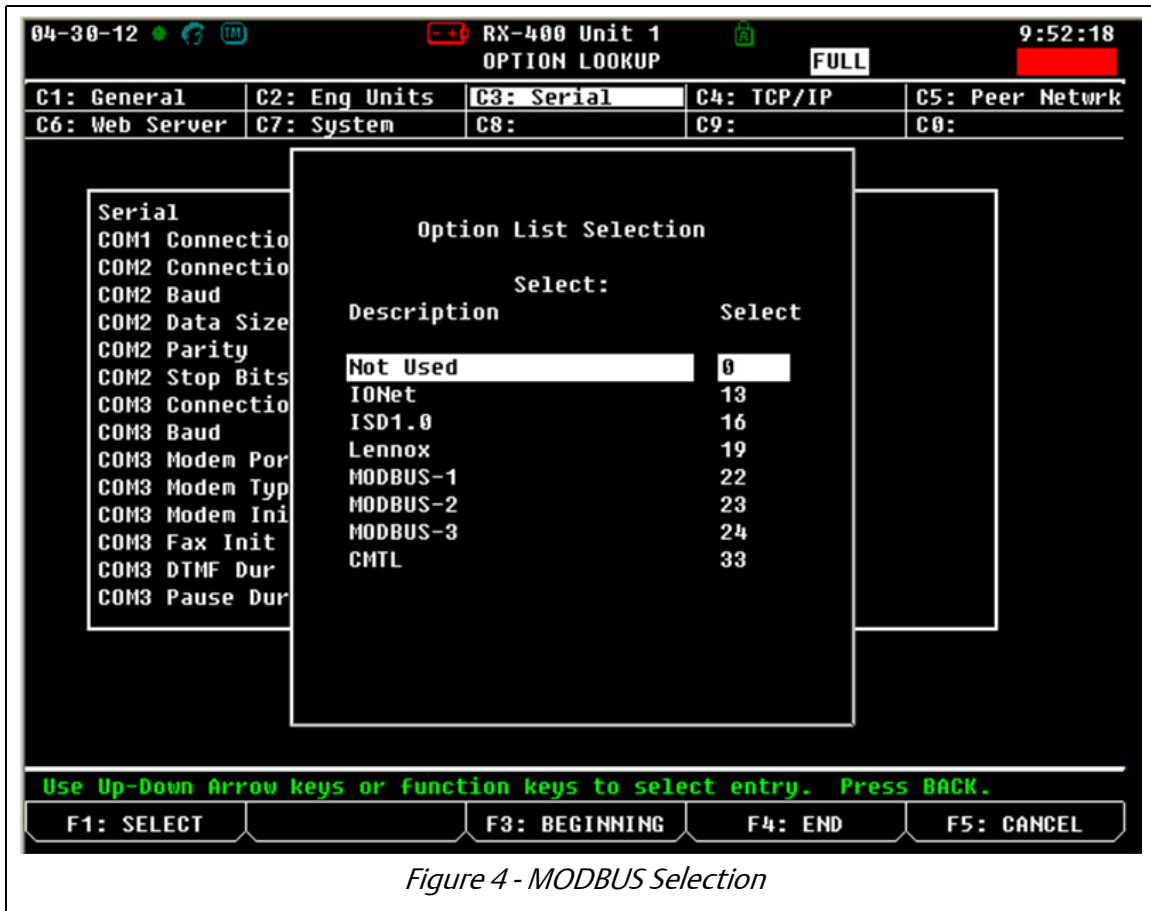 04-30-12 TM - + RX-400 Unit 1 A 9:52:18
OPTION LOOKUP FULL
C1: General C2: Eng Units C3: Serial C4: TCP/IP C5: Peer Netwrk
C6: Web Server C7: System C8: C9: C0:
Serial
COM1 Connectio
COM2 Connectio
COM2 Baud
COM2 Data Size
COM2 Parity
COM2 Stop Bits
COM3 Connectio
COM3 Baud
COM3 Modem Por
COM3 Modem Typ
COM3 Modem Ini
COM3 Fax Init
COM3 DTMF Dur
COM3 Pause Dur
Option List Selection
Select:
Description Select
Not Used 0
IONet 13
ISD1.0 16
Lennox 19
MODBUS-1 22
MODBUS-2 23
MODBUS-3 24
CMTL 33
Use Up-Down Arrow keys or function keys to select entry. Press BACK.
F1: SELECT F3: BEGINNING F4: END F5: CANCEL
Figure 4 - MODBUS Selection